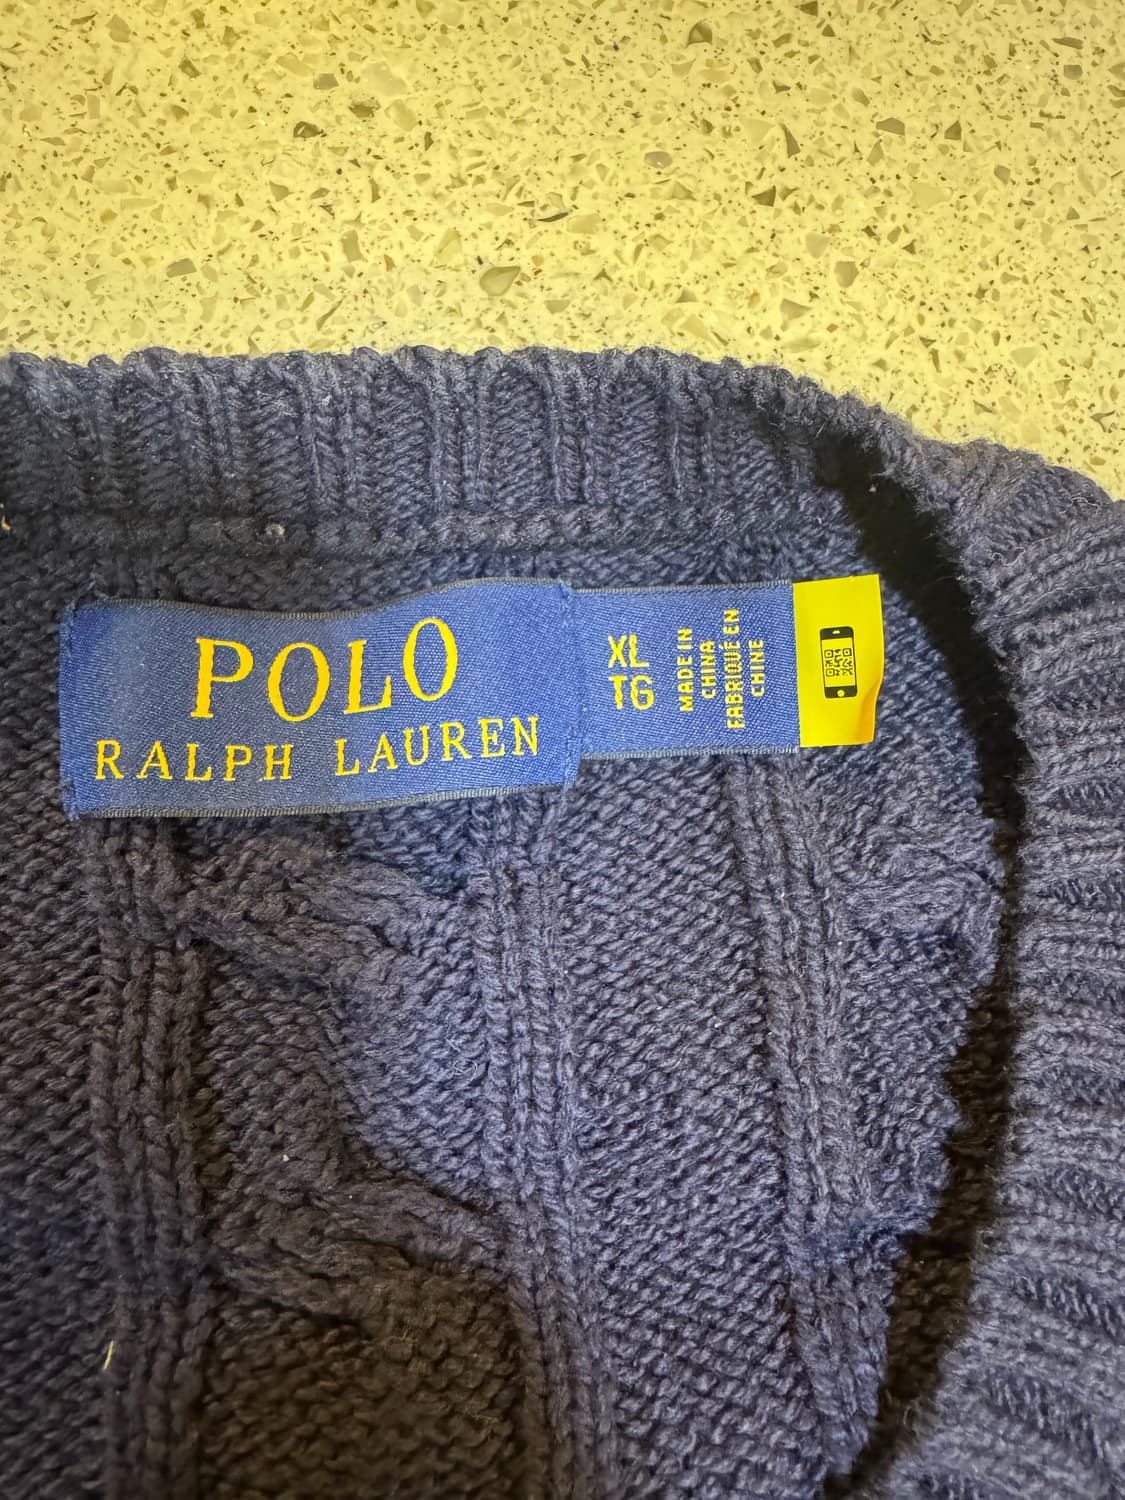 POLO
RALPH LAUREN
XL
TG
MADE IN
CHINA
FABRIQUÉ EN
CHINE